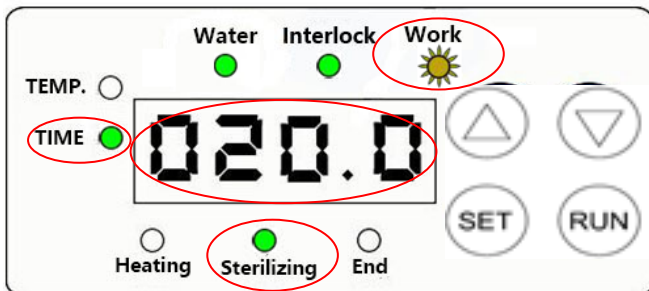 Water Interlock Work
TEMP.
TIME
020.0
SET RUN
Heating Sterilizing End